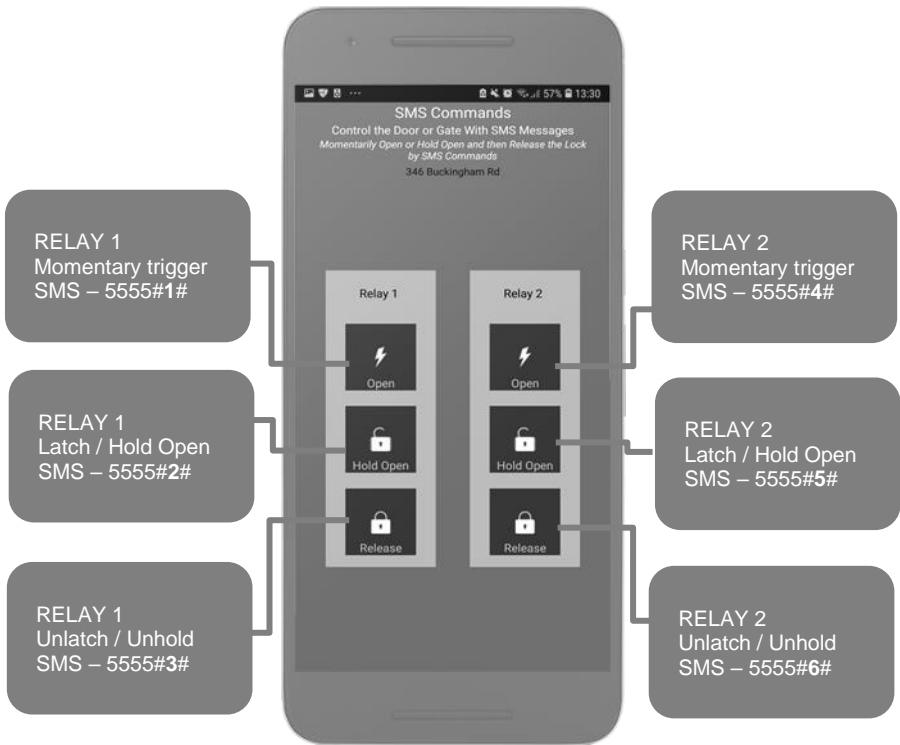 57% 13:30
SMS Commands
Control the Door or Gate With SMS Messages
Momentarily Open or Hold Open and then Release the Lock
by SMS Commands
346 Buckingham Rd
RELAY 1
Momentary trigger
SMS – 5555#1#
RELAY 2
Momentary trigger
SMS – 5555#4#
Relay 1
Relay 2
Open
Open
RELAY 1
Latch / Hold Open
SMS – 5555#2#
RELAY 2
Latch / Hold Open
SMS – 5555#5#
Hold Open
Hold Open
Release
Release
RELAY 1
Unlatch / Unhold
SMS – 5555#3#
RELAY 2
Unlatch / Unhold
SMS – 5555#6#